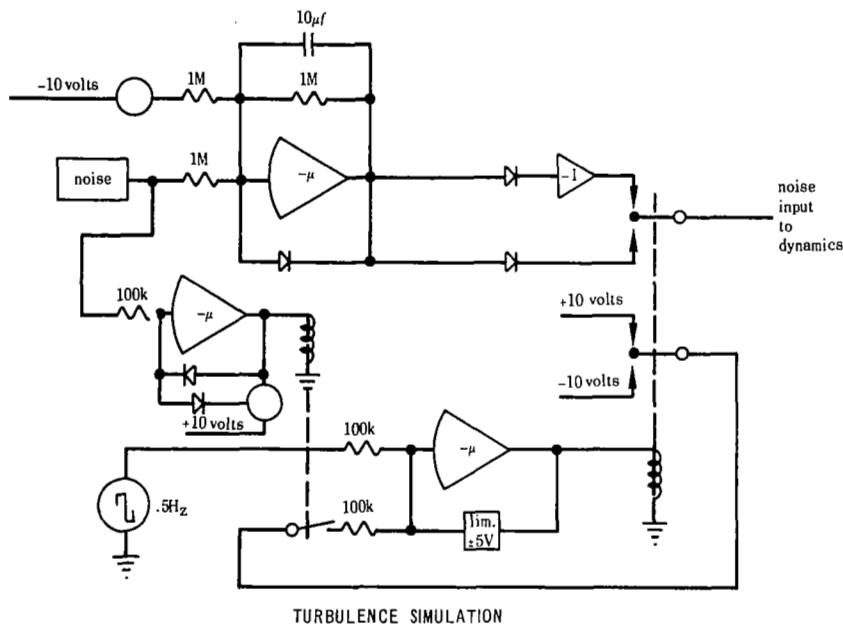 10μf
-10 volts
1M
1M
noise
1M
-μ
-1
noise
input
to
dynamics
100k
-μ
+10 volts
+10 volts
-10 volts
100k
-μ
.5Hz
100k
lim.
±5V
TURBULENCE SIMULATION